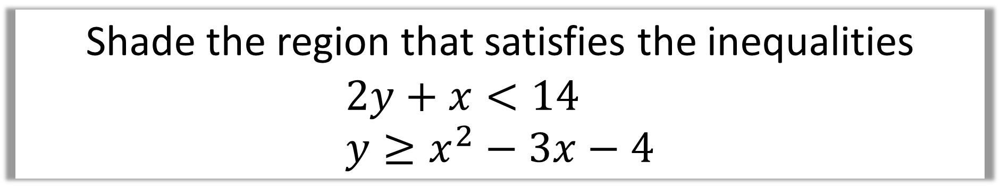 Shade the region that satisfies the inequalities
2𝑦 + 𝑥 < 14
𝑦 ≥ 𝑥² − 3𝑥 − 4